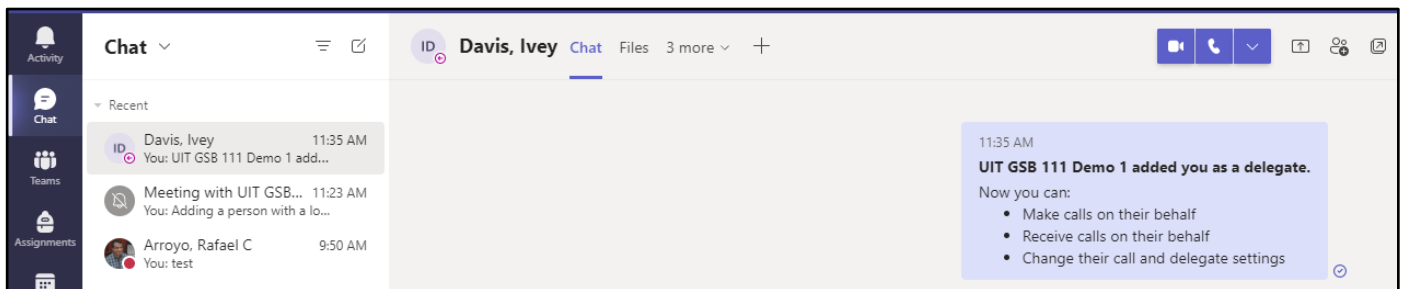 Activity
Chat
Teams
Assignments
Chat
Recent
ID
Davis, Ivey 11:35 AM
You: UIT GSB 111 Demo 1 add...
Meeting with UIT GSB... 11:23 AM
You: Adding a person with a lo...
Arroyo, Rafael C 9:50 AM
You: test
ID Davis, Ivey Chat Files 3 more
11:35 AM
UIT GSB 111 Demo 1 added you as a delegate.
Now you can:
• Make calls on their behalf
• Receive calls on their behalf
• Change their call and delegate settings